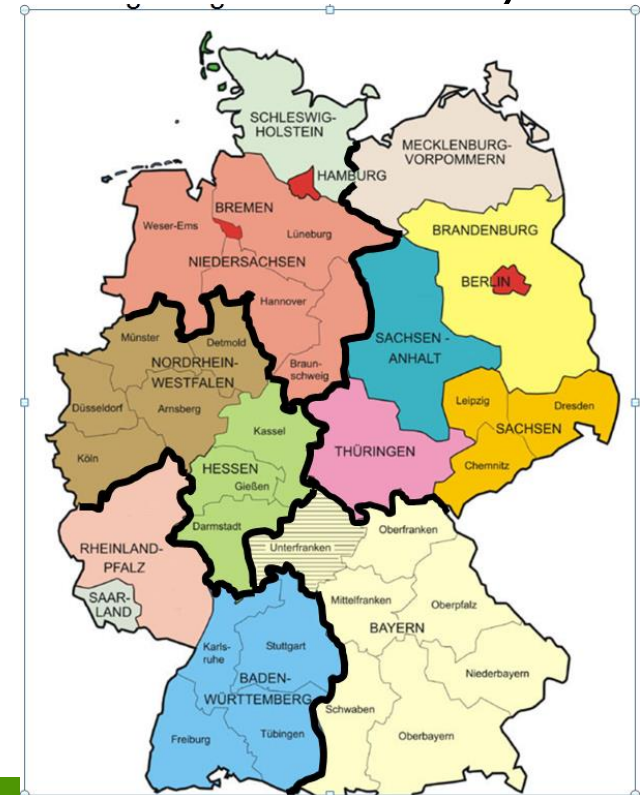 SCHLESWIG-
HOLSTEIN
MECKLENBURG-
VORPOMMERN
HAMBURG
BREMEN
Weser-Ems
Lüneburg
BRANDENBURG
NIEDERSACHSEN
BERLIN
Hannover
Münster
Detmold
SACHSEN -
ANHALT
NORDRHEIN-
WESTFALEN
Braun-
schweig
Düsseldorf
Arnsberg
Leipzig
Dresden
SACHSEN
Kassel
THÜRINGEN
Köln
HESSEN
Chemnitz
Gießen
Darmstadt
Oberfranken
Unterfranken
RHEINLAND-
PFALZ
SAAR-
LAND
Mittelfranken
Oberpfalz
BAYERN
Karls-
ruhe
Stuttgart
Niederbayern
BADEN-
WÜRTTEMBERG
Schwaben
Freiburg
Tübingen
Oberbayern